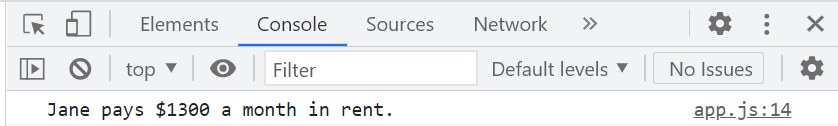 Elements Console Sources Network »
top ▼ Filter Default levels ▼ No Issues
Jane pays $1300 a month in rent. app.js:14